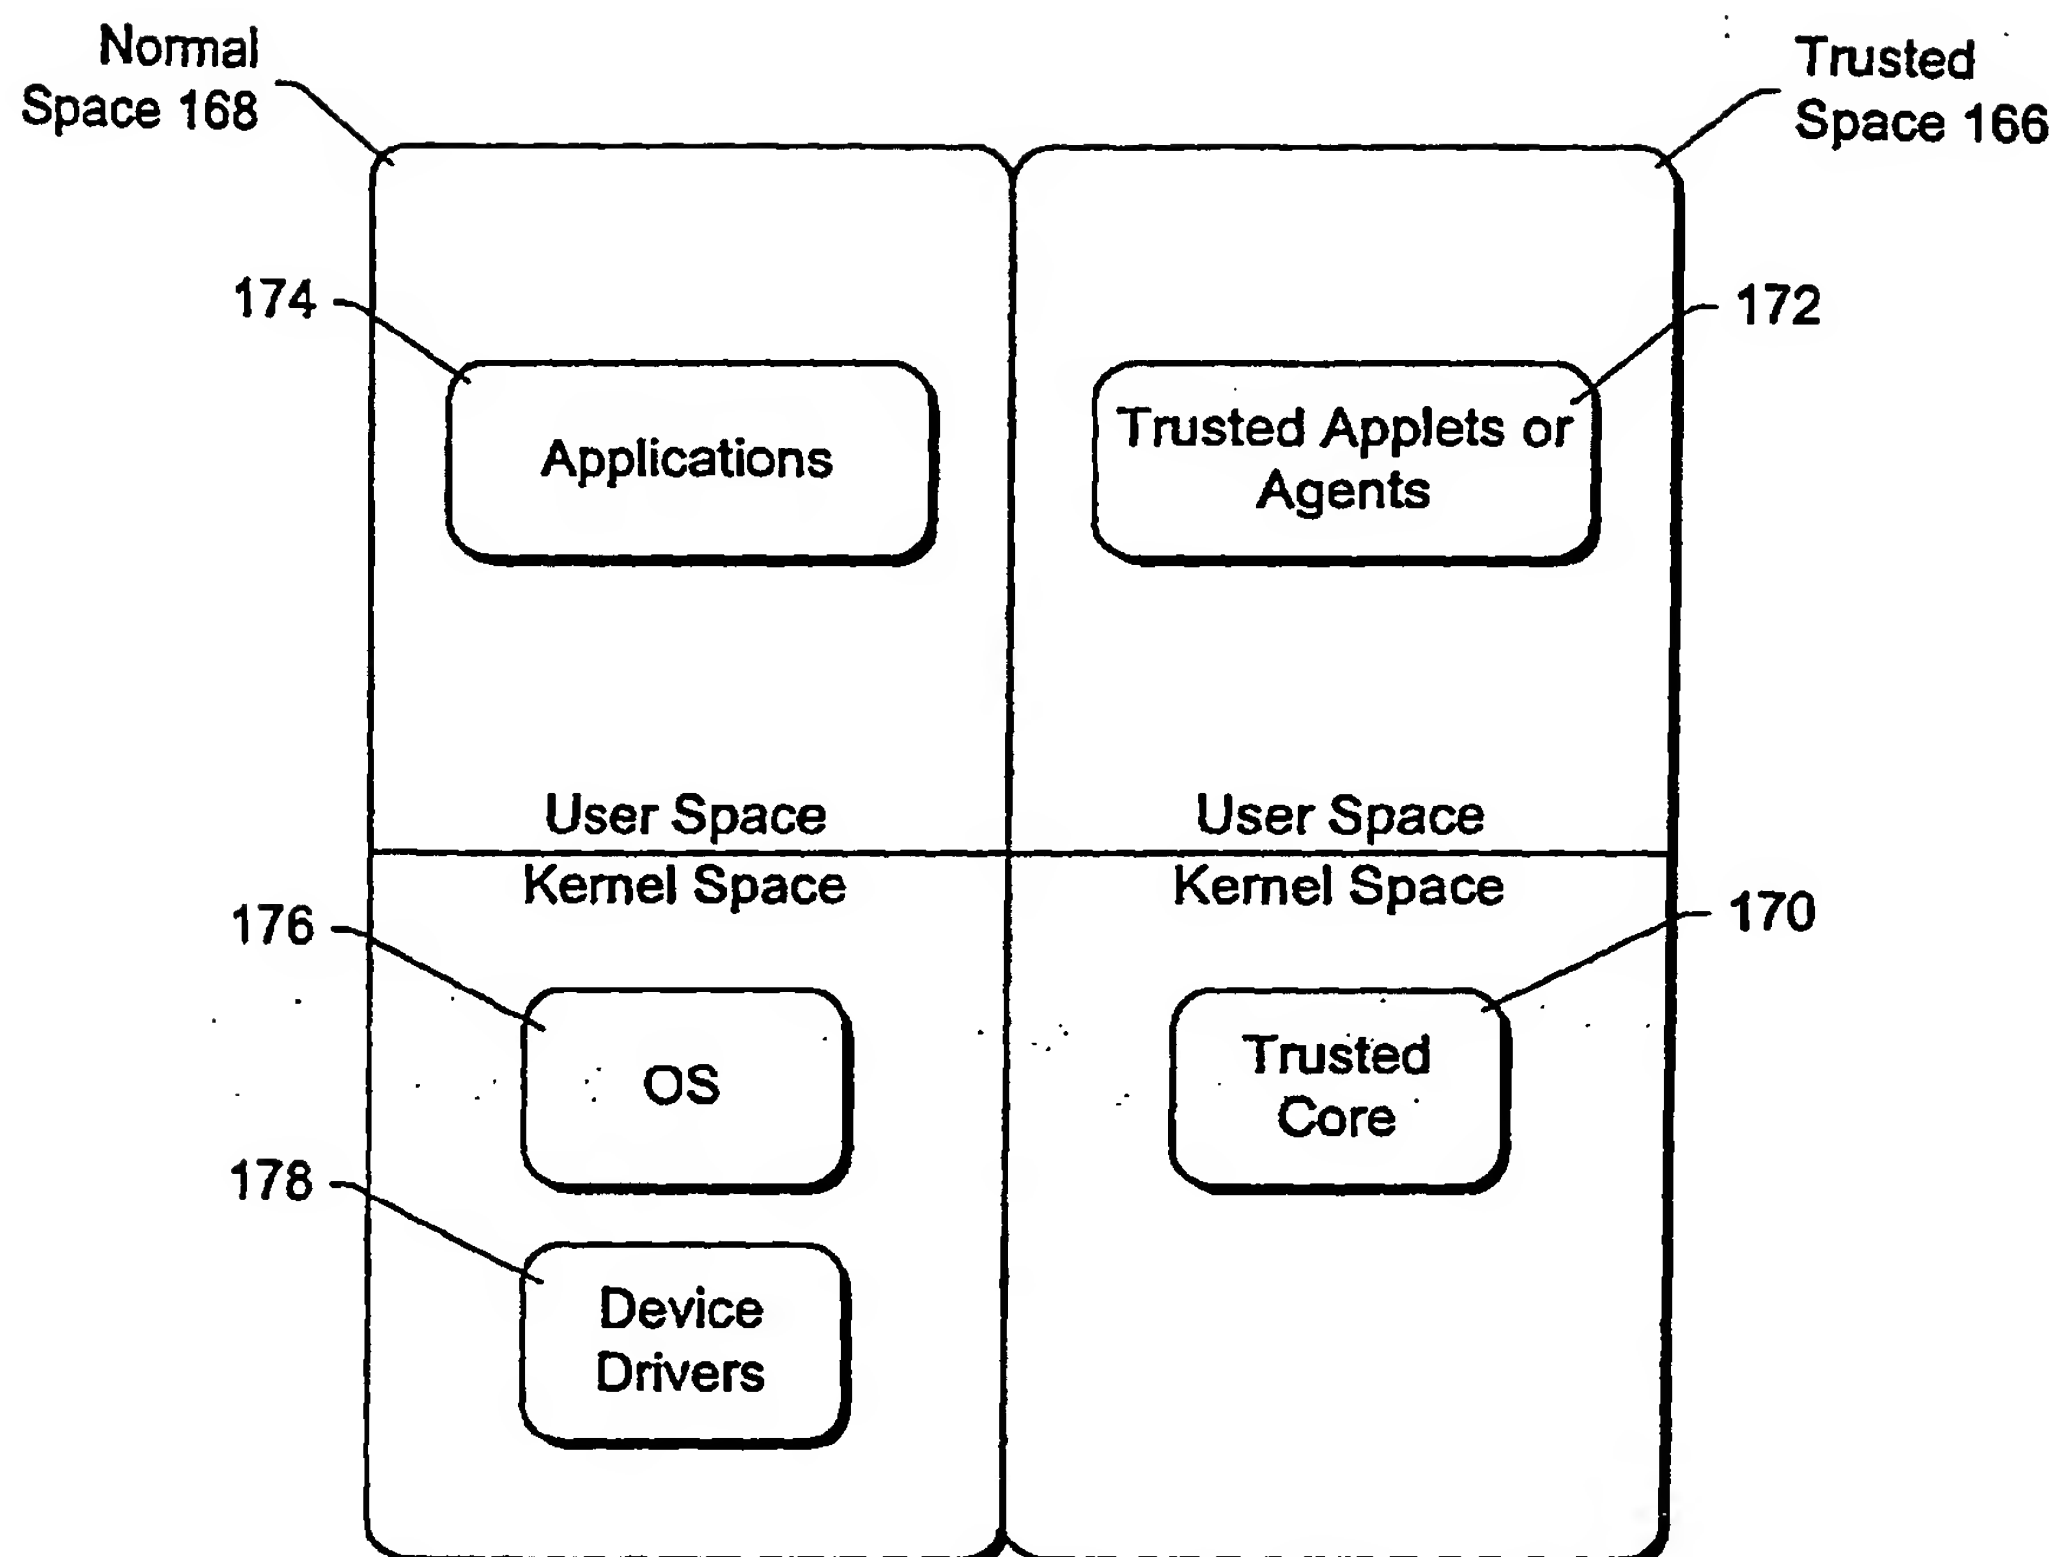 Normal
Space 168
Trusted
Space 166
174
172
Applications
Trusted Applets or
Agents
User Space
User Space
Kernel Space
Kernel Space
176
170
OS
Trusted
Core
178
Device
Drivers